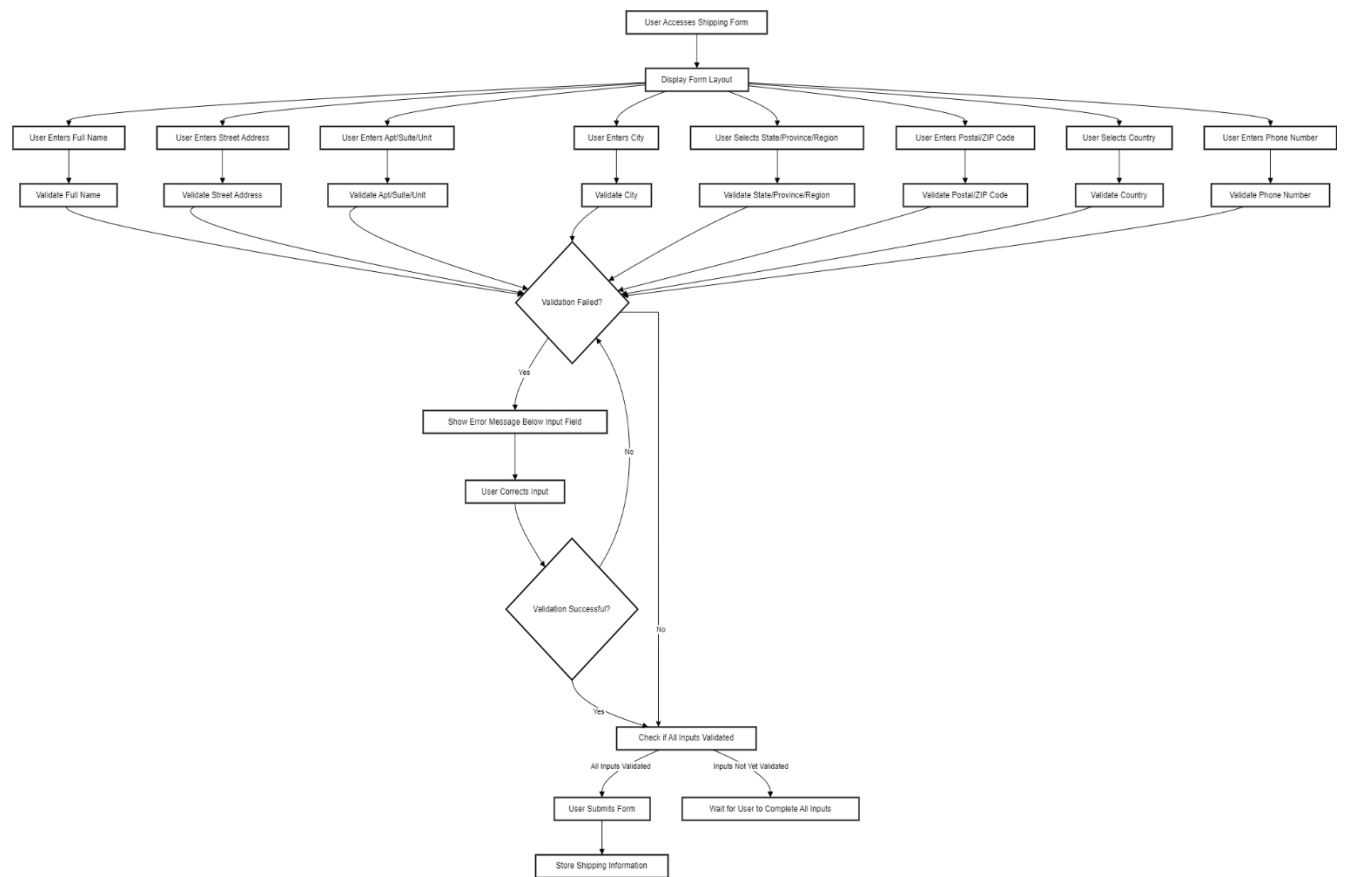 User Accesses Shipping Form
Display Form Layout
User Enters Full Name
User Enters Street Address
User Enters Apt/Suite/Unit
User Enters City
User Selects State/Province/Region
User Enters Postal/ZIP Code
User Selects Country
User Enters Phone Number
Validate Full Name
Validate Street Address
Validate Apt/Suite/Unit
Validate City
Validate State/Province/Region
Validate Postal/ZIP Code
Validate Country
Validate Phone Number
Validation Failed?
Yes
Show Error Message Below Input Field
No
User Corrects Input
Validation Successful?
No
Yes
Check if All Inputs Validated
All Inputs Validated
Inputs Not Yet Validated
User Submits Form
Wait for User to Complete All Inputs
Store Shipping Information